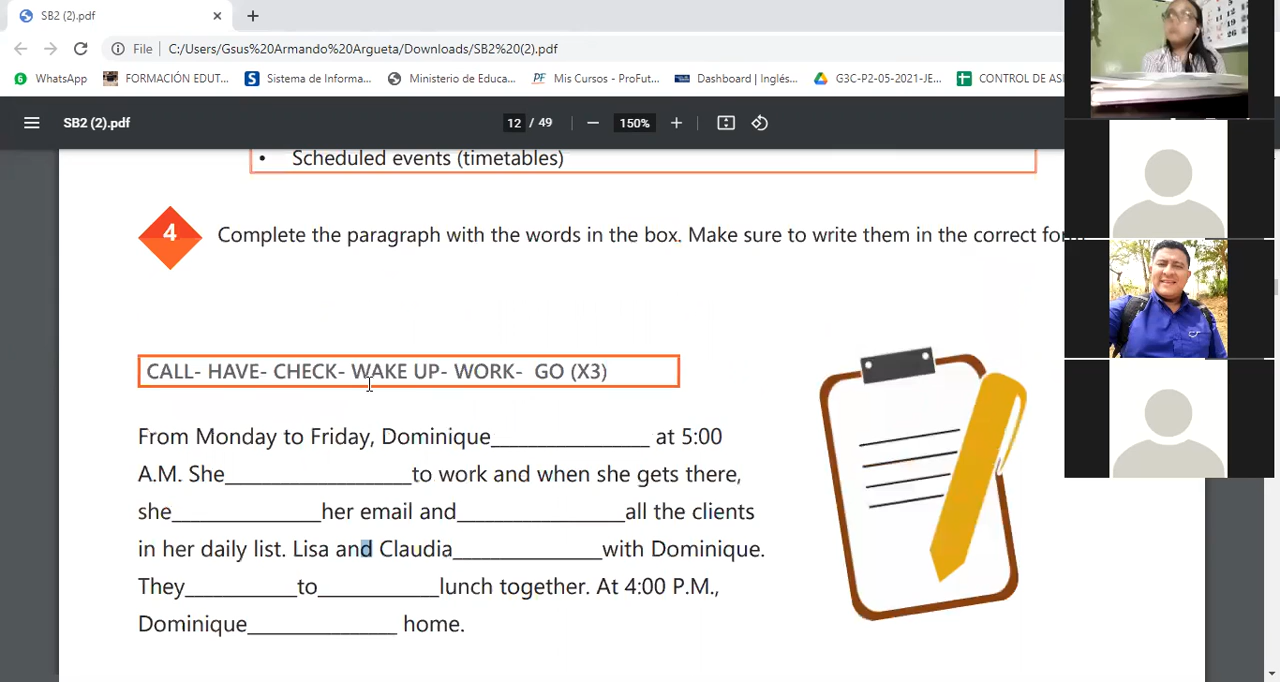 SB2 (2).pdf
File
C:/Users/Gsus%20Armando%20Argueta/Downloads/SB2%20(2).pdf
WhatsApp
FORMACIÓN EDUT...
Sistema de Informa...
Ministerio de Educa...
Mis Cursos - ProFut...
Dashboard | Inglés...
G3C-P2-05-2021-JE...
CONTROL DE
SB2 (2).pdf
12 / 49
150%
• Scheduled events (timetables)
4
Complete the paragraph with the words in the box. Make sure to write them in the correct
CALL- HAVE- CHECK- WAKE UP- WORK- GO (X3)
From Monday to Friday, Dominique_______________ at 5:00
A.M. She_________________to work and when she gets there,
she______________her email and________________all the clients
in her daily list. Lisa and Claudia______________with Dominique.
They__________to___________lunch together. At 4:00 P.M.,
Dominique______________ home.